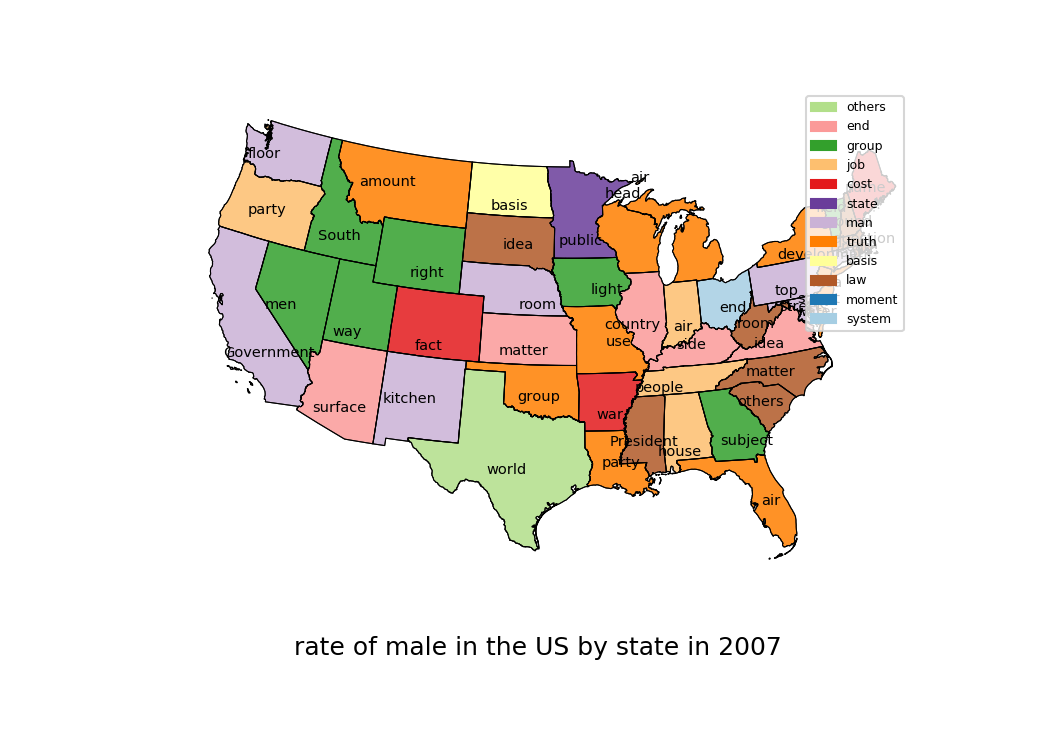 others
end
group
job
cost
state
man
truth
basis
law
moment
system
floor
amount
air
head
party
basis
South
idea
public
right
men
room
light
end
top
way
country
air
room
Government
fact
matter
use
side
idea
surface
kitchen
group
people
matter
war
others
President
subject
house
world
party
air
rate of male in the US by state in 2007